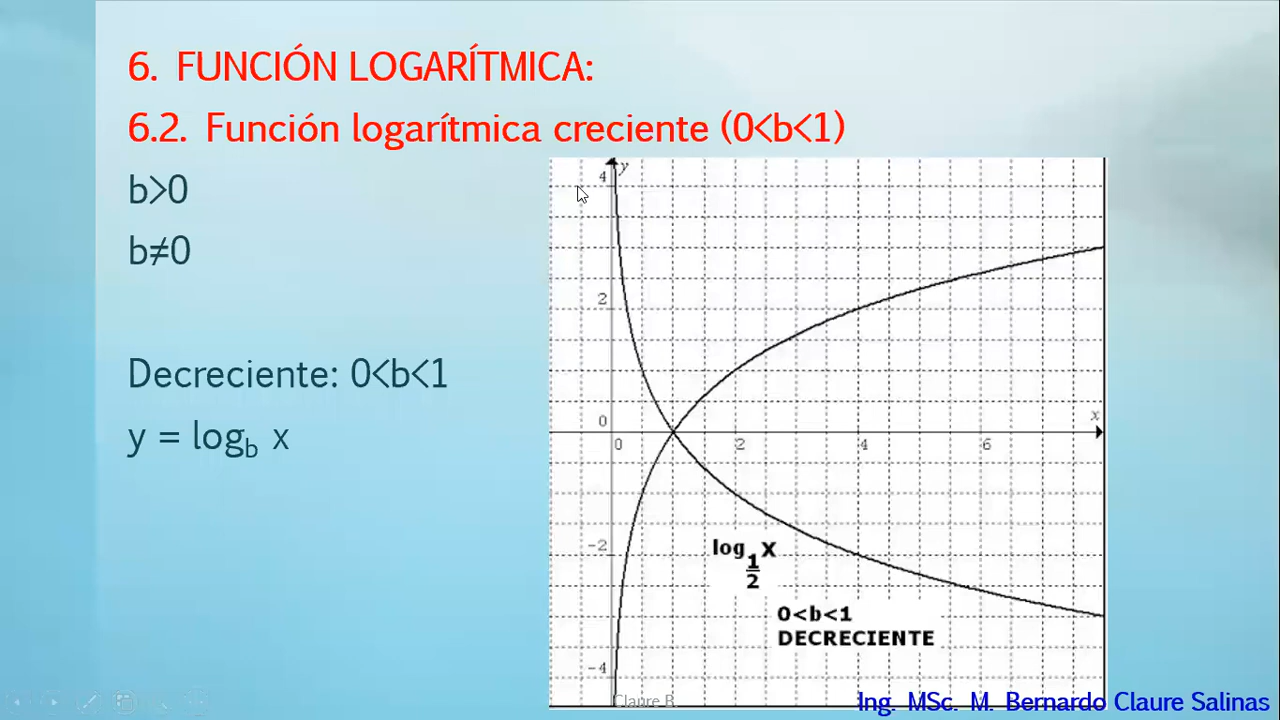 6. FUNCIÓN LOGARÍTMICA:
6.2. Función logarítmica creciente (0<b<1)
b>0
b≠0
Decreciente: 0<b<1
y = log_b x
y
4
2
0
x
0 2 4 6
-2
log_1/2 X
0<b<1
DECRECIENTE
-4
Claure B.
Ing. MSc. M. Bernardo Claure Salinas